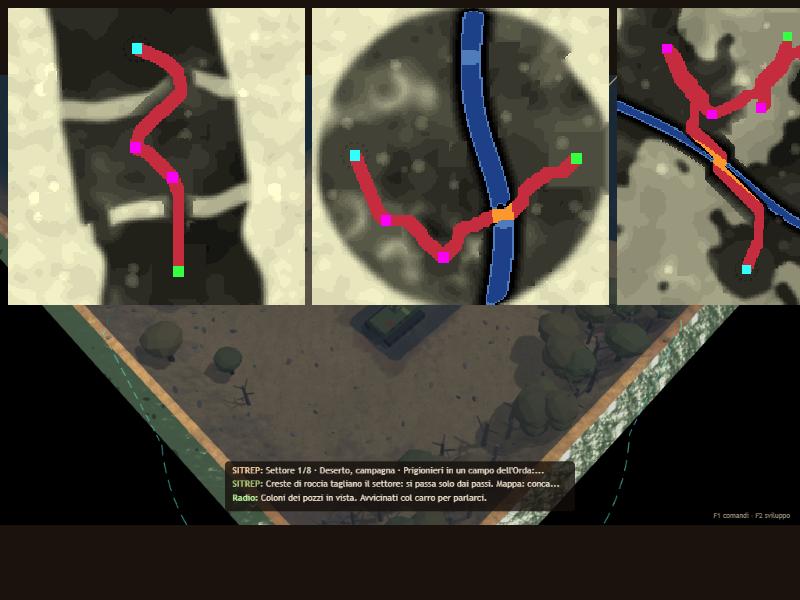 SITREP: Settore 1/8 · Deserto, campagna · Prigionieri in un campo dell'Orda:...
SITREP: Creste di roccia tagliano il settore: si passa solo dai passi. Mappa: conca...
Radio: Coloni dei pozzi in vista. Avvicinati col carro per parlarci.
F1 comandi · F2 sviluppo